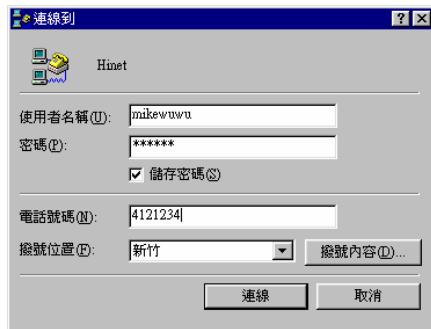 連線到
Hinet
使用者名稱(U): mikewuwu
密碼(P): ******
儲存密碼(S)
電話號碼(N): 4121234
撥號位置(F): 新竹 撥號內容(D)...
連線 取消